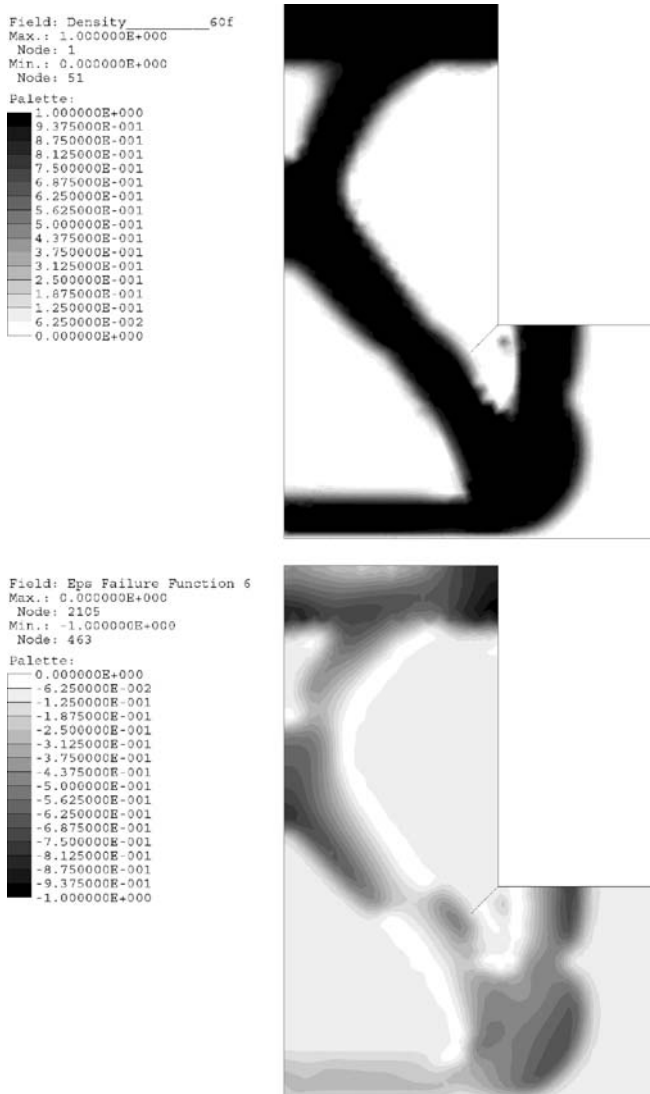 Field: Density__________60f
Max.: 1.000000E+000
Node: 1
Min.: 0.000000E+000
Node: 51
Palette:
1.000000E+000
9.375000E-001
8.750000E-001
8.125000E-001
7.500000E-001
6.875000E-001
6.250000E-001
5.625000E-001
5.000000E-001
4.375000E-001
3.750000E-001
3.125000E-001
2.500000E-001
1.875000E-001
1.250000E-001
6.250000E-002
0.000000E+000
Field: Eps Failure Function 6
Max.: 0.000000E+000
Node: 2105
Min.: -1.000000E+000
Node: 463
Palette:
0.000000E+000
-6.250000E-002
-1.250000E-001
-1.875000E-001
-2.500000E-001
-3.125000E-001
-3.750000E-001
-4.375000E-001
-5.000000E-001
-5.625000E-001
-6.250000E-001
-6.875000E-001
-7.500000E-001
-8.125000E-001
-8.750000E-001
-9.375000E-001
-1.000000E+000